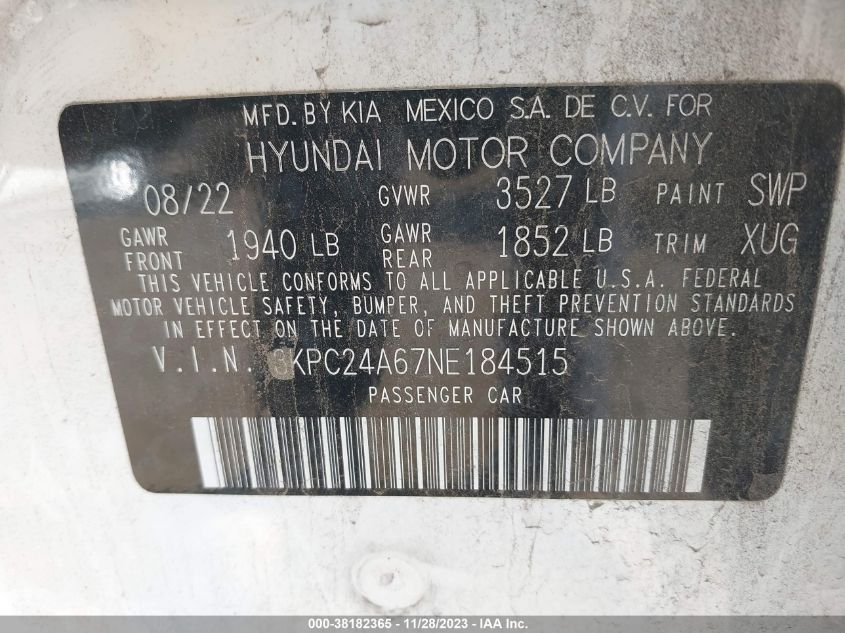 MFD. BY KIA MEXICO S.A. DE C.V. FOR
HYUNDAI MOTOR COMPANY
08/22 GVWR 3527 LB PAINT SWP
GAWR FRONT 1940 LB GAWR REAR 1852 LB TRIM XUG
THIS VEHICLE CONFORMS TO ALL APPLICABLE U.S.A. FEDERAL
MOTOR VEHICLE SAFETY, BUMPER, AND THEFT PREVENTION STANDARDS
IN EFFECT ON THE DATE OF MANUFACTURE SHOWN ABOVE.
V.I.N. 3KPC24A67NE184515
PASSENGER CAR
000-38182365 - 11/28/2023 - IAA Inc.